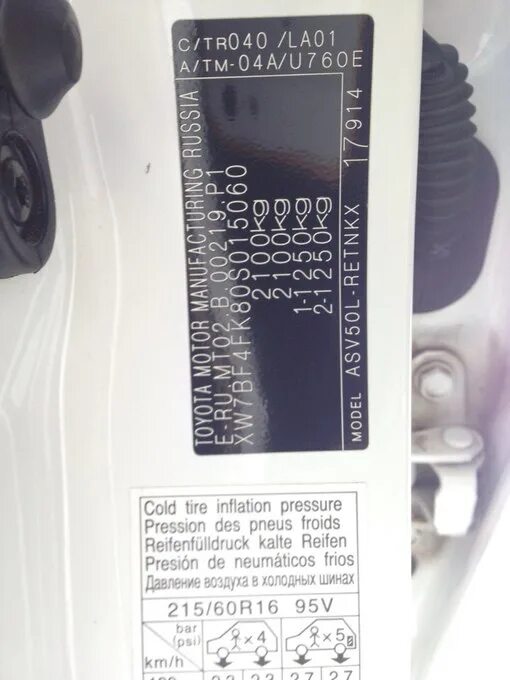 TOYOTA MOTOR MANUFACTURING RUSSIA
E-RU.MT02.B.00219.P1
XW7BF4FK80S015060
2100kg
2100kg
1-1250kg
2-1250kg
MODEL ASV50L-RETNKX 17914
C/TR040 /LA01
A/TM-04A/U760E
Cold tire inflation pressure
Pression des pneus froids
Reifenfülldruck kalte Reifen
Presión de neumáticos frios
Давление воздуха в холодных шинах
215/60R16 95V
bar (psi) ×4 ×5
km/h